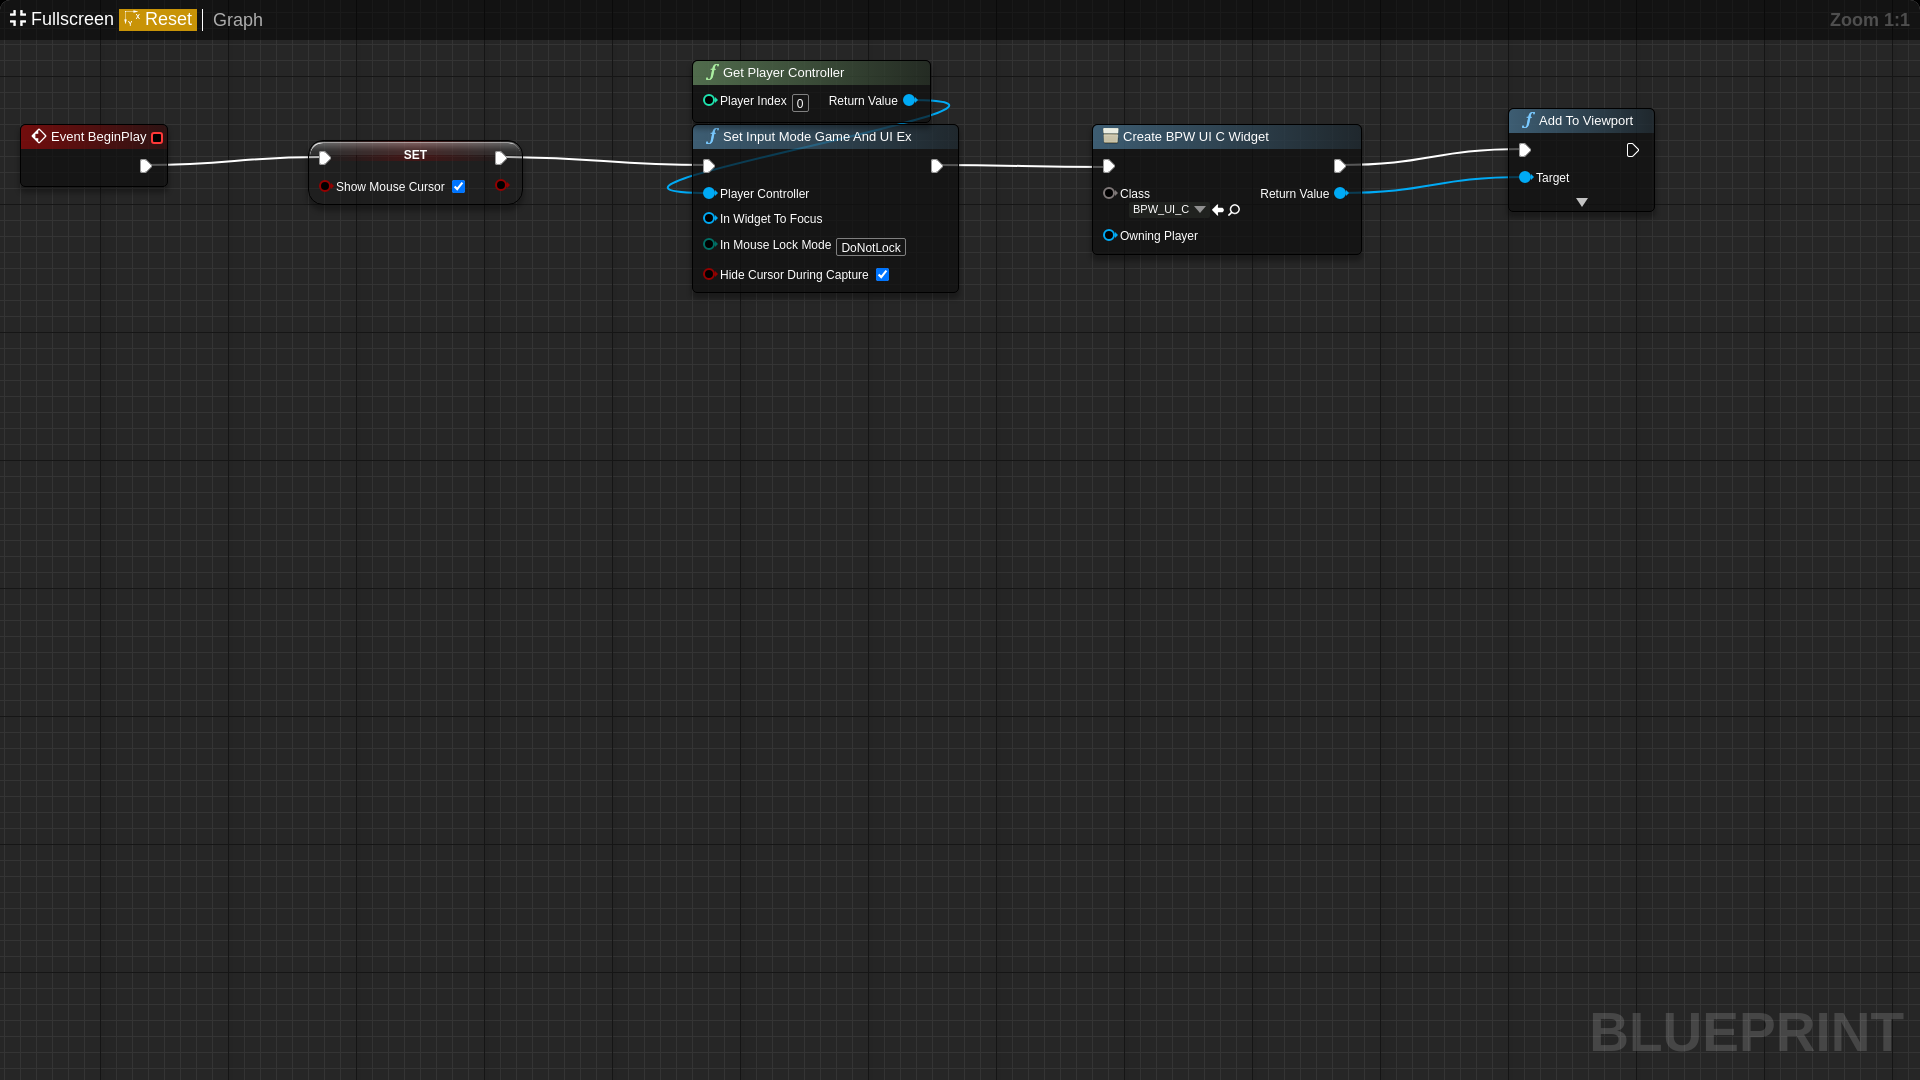 Fullscreen Reset Graph Zoom 1:1
Get Player Controller
Player Index 0 Return Value
Event BeginPlay
SET
Show Mouse Cursor
Set Input Mode Game And UI Ex
Player Controller
In Widget To Focus
In Mouse Lock Mode DoNotLock
Hide Cursor During Capture
Create BPW UI C Widget
Class Return Value
BPW_UI_C
Owning Player
Add To Viewport
Target
BLUEPRINT